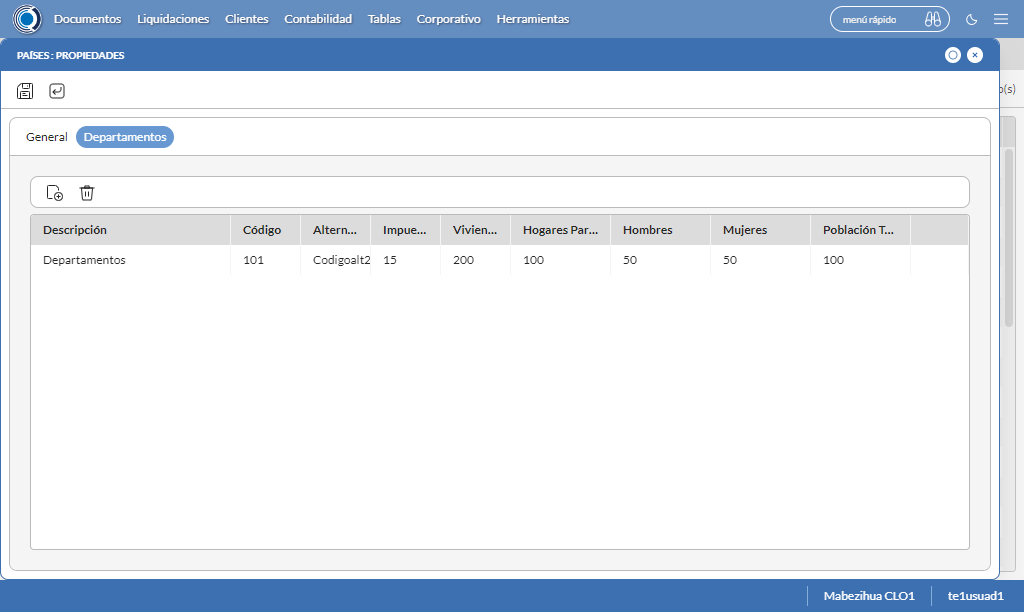 Documentos Liquidaciones Clientes Contabilidad Tablas Corporativo Herramientas menú rápido
PAÍSES : PROPIEDADES
o(s)
General Departamentos
Descripción Código Altern... Impue... Vivien... Hogares Par... Hombres Mujeres Población T...
Departamentos 101 Codigoalt2 15 200 100 50 50 100
Mabezihua CLO1 te1usuad1